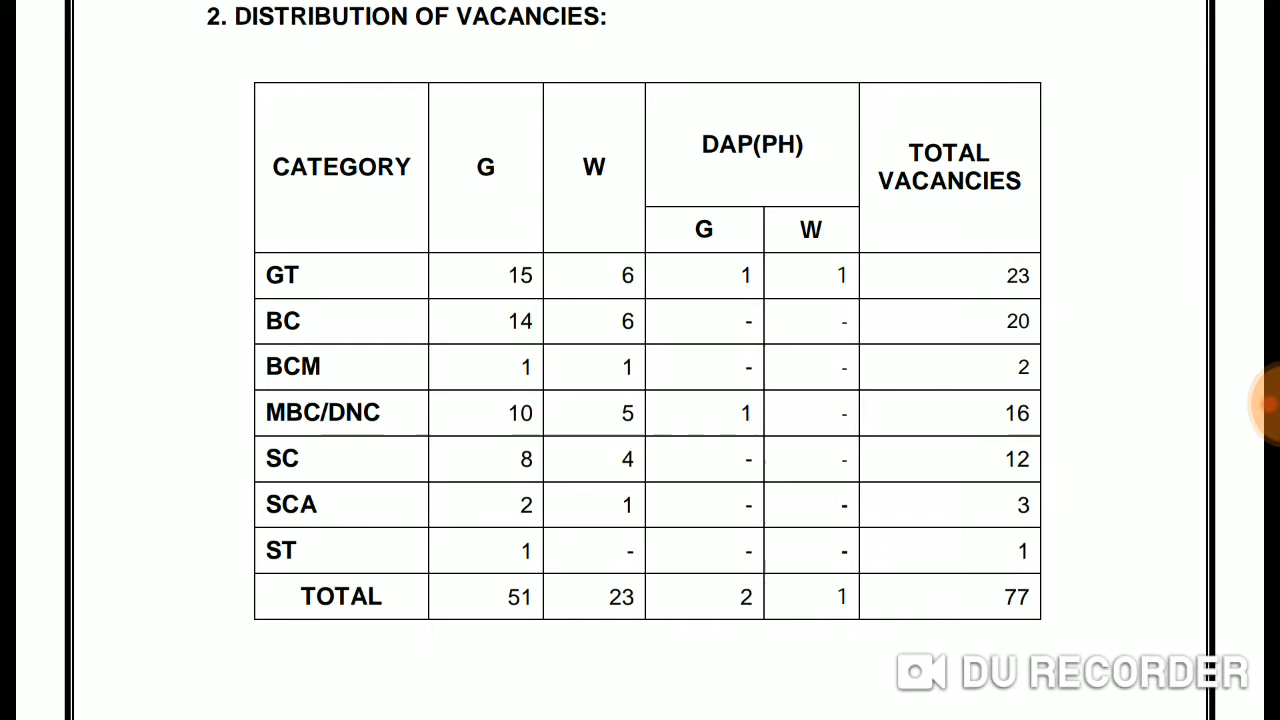 2. DISTRIBUTION OF VACANCIES:
CATEGORY G W DAP(PH) TOTAL VACANCIES
G W
GT 15 6 1 1 23
BC 14 6 - - 20
BCM 1 1 - - 2
MBC/DNC 10 5 1 - 16
SC 8 4 - - 12
SCA 2 1 - - 3
ST 1 - - - 1
TOTAL 51 23 2 1 77
DU RECORDER